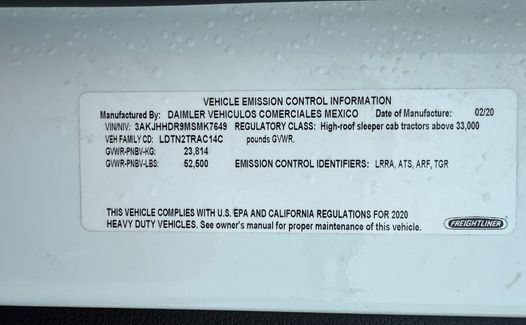 VEHICLE EMISSION CONTROL INFORMATION
Manufactured By: DAIMLER VEHICULOS COMERCIALES MEXICO Date of Manufacture: 02/20
VIN/NIV: 3AKJHHDR9MSMK7649 REGULATORY CLASS: High-roof sleeper cab tractors above 33,000
VEH FAMILY CD: LDTN2TRAC14C pounds GVWR.
GVWR-PNBV-KG: 23,814
GVWR-PNBV-LBS: 52,500 EMISSION CONTROL IDENTIFIERS: LRRA, ATS, ARF, TGR
THIS VEHICLE COMPLIES WITH U.S. EPA AND CALIFORNIA REGULATIONS FOR 2020
HEAVY DUTY VEHICLES. See owner's manual for proper maintenance of this vehicle.
FREIGHTLINER